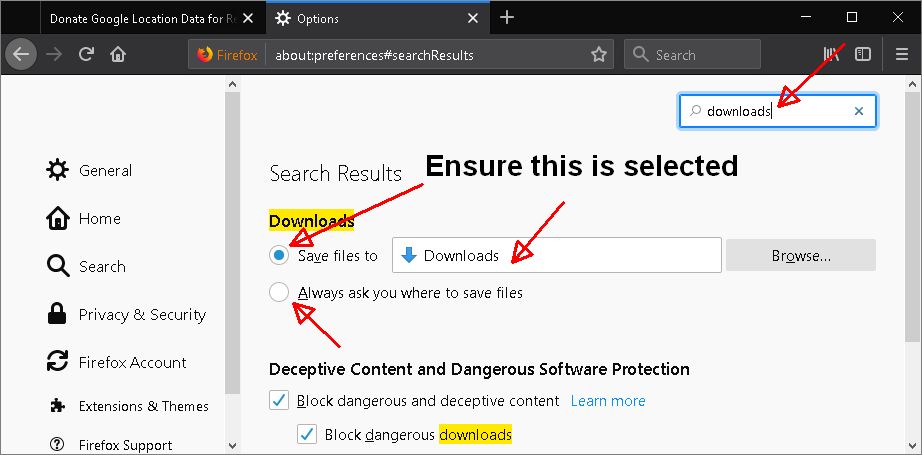 Donate Google Location Data for Re
Options
Firefox
about:preferences#searchResults
Search
downloads
General
Home
Search
Privacy & Security
Firefox Account
Extensions & Themes
Firefox Support
Search Results
Ensure this is selected
Downloads
Save files to
Downloads
Browse...
Always ask you where to save files
Deceptive Content and Dangerous Software Protection
Block dangerous and deceptive content Learn more
Block dangerous downloads